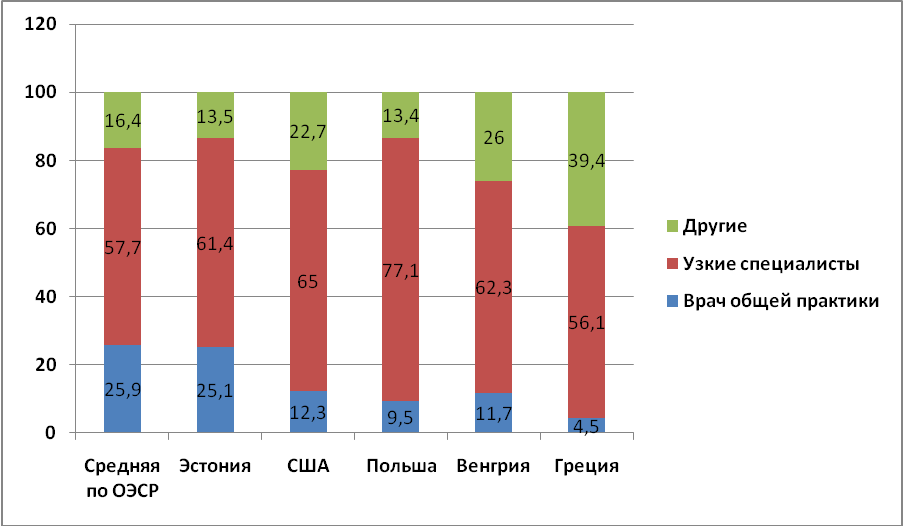 120
100
80
60
40
20
0
16,4
13,5
22,7
13,4
26
39,4
57,7
61,4
65
77,1
62,3
56,1
25,9
25,1
12,3
9,5
11,7
4,5
Средняя
по ОЭСР
Эстония
США
Польша
Венгрия
Греция
Другие
Узкие специалисты
Врач общей практики